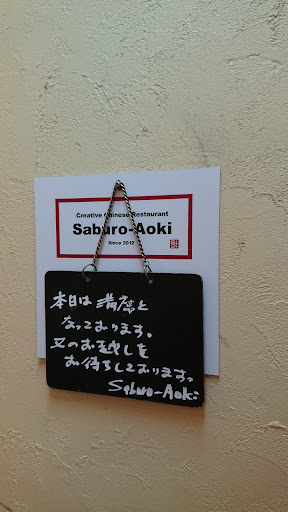 Creative Chinese Restaurant
Saburo-Aoki
Since 2012
本日は満席と
なっております。
又のお越しを
お待ちしております。
Saburo-Aoki